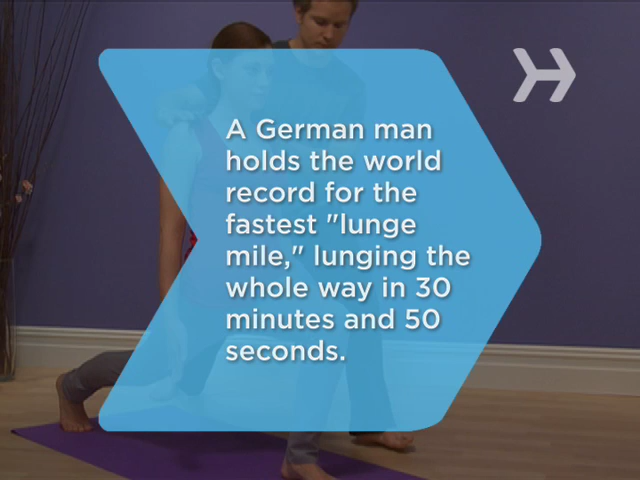 A German man
holds the world
record for the
fastest "lunge
mile," lunging the
whole way in 30
minutes and 50
seconds.